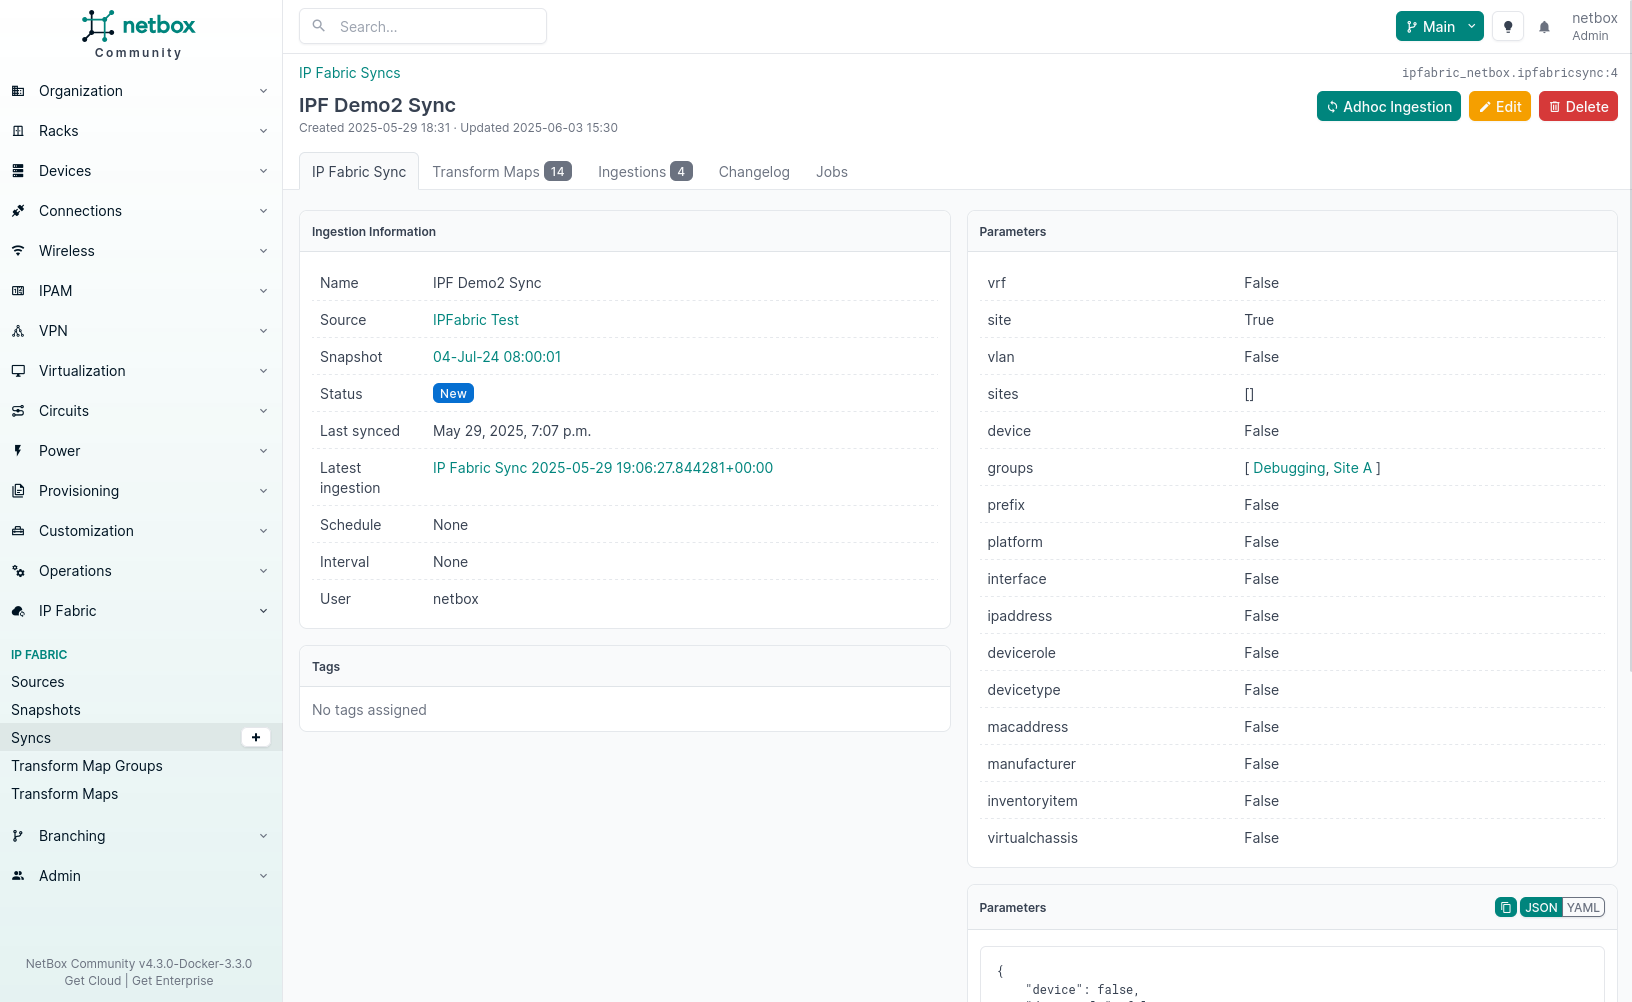 netbox
Community
Search...
Main
netbox
Admin
Organization
Racks
Devices
Connections
Wireless
IPAM
VPN
Virtualization
Circuits
Power
Provisioning
Customization
Operations
IP Fabric
IP FABRIC
Sources
Snapshots
Syncs
Transform Map Groups
Transform Maps
Branching
Admin
NetBox Community v4.3.0-Docker-3.3.0
Get Cloud | Get Enterprise
IP Fabric Syncs
ipfabric_netbox.ipfabricsync:4
IPF Demo2 Sync
Created 2025-05-29 18:31 · Updated 2025-06-03 15:30
Adhoc Ingestion Edit Delete
IP Fabric Sync Transform Maps 14 Ingestions 4 Changelog Jobs
Ingestion Information
Name IPF Demo2 Sync
Source IPFabric Test
Snapshot 04-Jul-24 08:00:01
Status New
Last synced May 29, 2025, 7:07 p.m.
Latest ingestion IP Fabric Sync 2025-05-29 19:06:27.844281+00:00
Schedule None
Interval None
User netbox
Tags
No tags assigned
Parameters
vrf False
site True
vlan False
sites []
device False
groups [ Debugging, Site A ]
prefix False
platform False
interface False
ipaddress False
devicerole False
devicetype False
macaddress False
manufacturer False
inventoryitem False
virtualchassis False
Parameters
JSON YAML
{
"device": false,